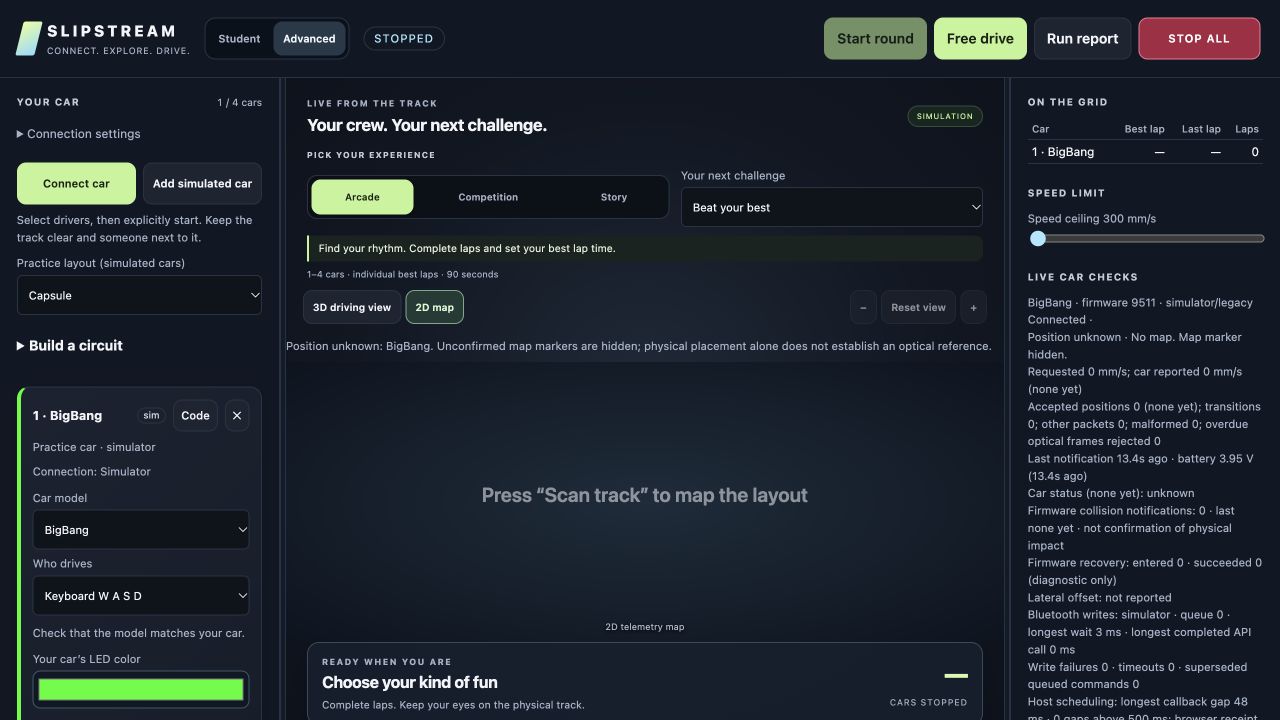 SLIPSTREAM
CONNECT. EXPLORE. DRIVE.
Student
Advanced
STOPPED
Start round
Free drive
Run report
STOP ALL
YOUR CAR
1 / 4 cars
Connection settings
Connect car
Add simulated car
Select drivers, then explicitly start. Keep the
track clear and someone next to it.
Practice layout (simulated cars)
Capsule
Build a circuit
1 · BigBang
sim
Code
×
Practice car · simulator
Connection: Simulator
Car model
BigBang
Who drives
Keyboard W A S D
Check that the model matches your car.
Your car's LED color
LIVE FROM THE TRACK
Your crew. Your next challenge.
SIMULATION
PICK YOUR EXPERIENCE
Arcade
Competition
Story
Your next challenge
Beat your best
Find your rhythm. Complete laps and set your best lap time.
1–4 cars · individual best laps · 90 seconds
3D driving view
2D map
−
Reset view
+
Position unknown: BigBang. Unconfirmed map markers are hidden; physical placement alone does not establish an optical reference.
Press “Scan track” to map the layout
2D telemetry map
READY WHEN YOU ARE
Choose your kind of fun
Complete laps. Keep your eyes on the physical track.
—
CARS STOPPED
ON THE GRID
Car Best lap Last lap Laps
1 · BigBang — — 0
SPEED LIMIT
Speed ceiling 300 mm/s
LIVE CAR CHECKS
BigBang · firmware 9511 · simulator/legacy
Connected ·
Position unknown · No map. Map marker
hidden.
Requested 0 mm/s; car reported 0 mm/s
(none yet)
Accepted positions 0 (none yet); transitions
0; other packets 0; malformed 0; overdue
optical frames rejected 0
Last notification 13.4s ago · battery 3.95 V
(13.4s ago)
Car status (none yet): unknown
Firmware collision notifications: 0 · last
none yet · not confirmation of physical
impact
Firmware recovery: entered 0 · succeeded 0
(diagnostic only)
Lateral offset: not reported
Bluetooth writes: simulator · queue 0 ·
longest wait 3 ms · longest completed API
call 0 ms
Write failures 0 · timeouts 0 · superseded
queued commands 0
Host scheduling: longest callback gap 48
ms · 0 gaps above 500 ms; browser receipt